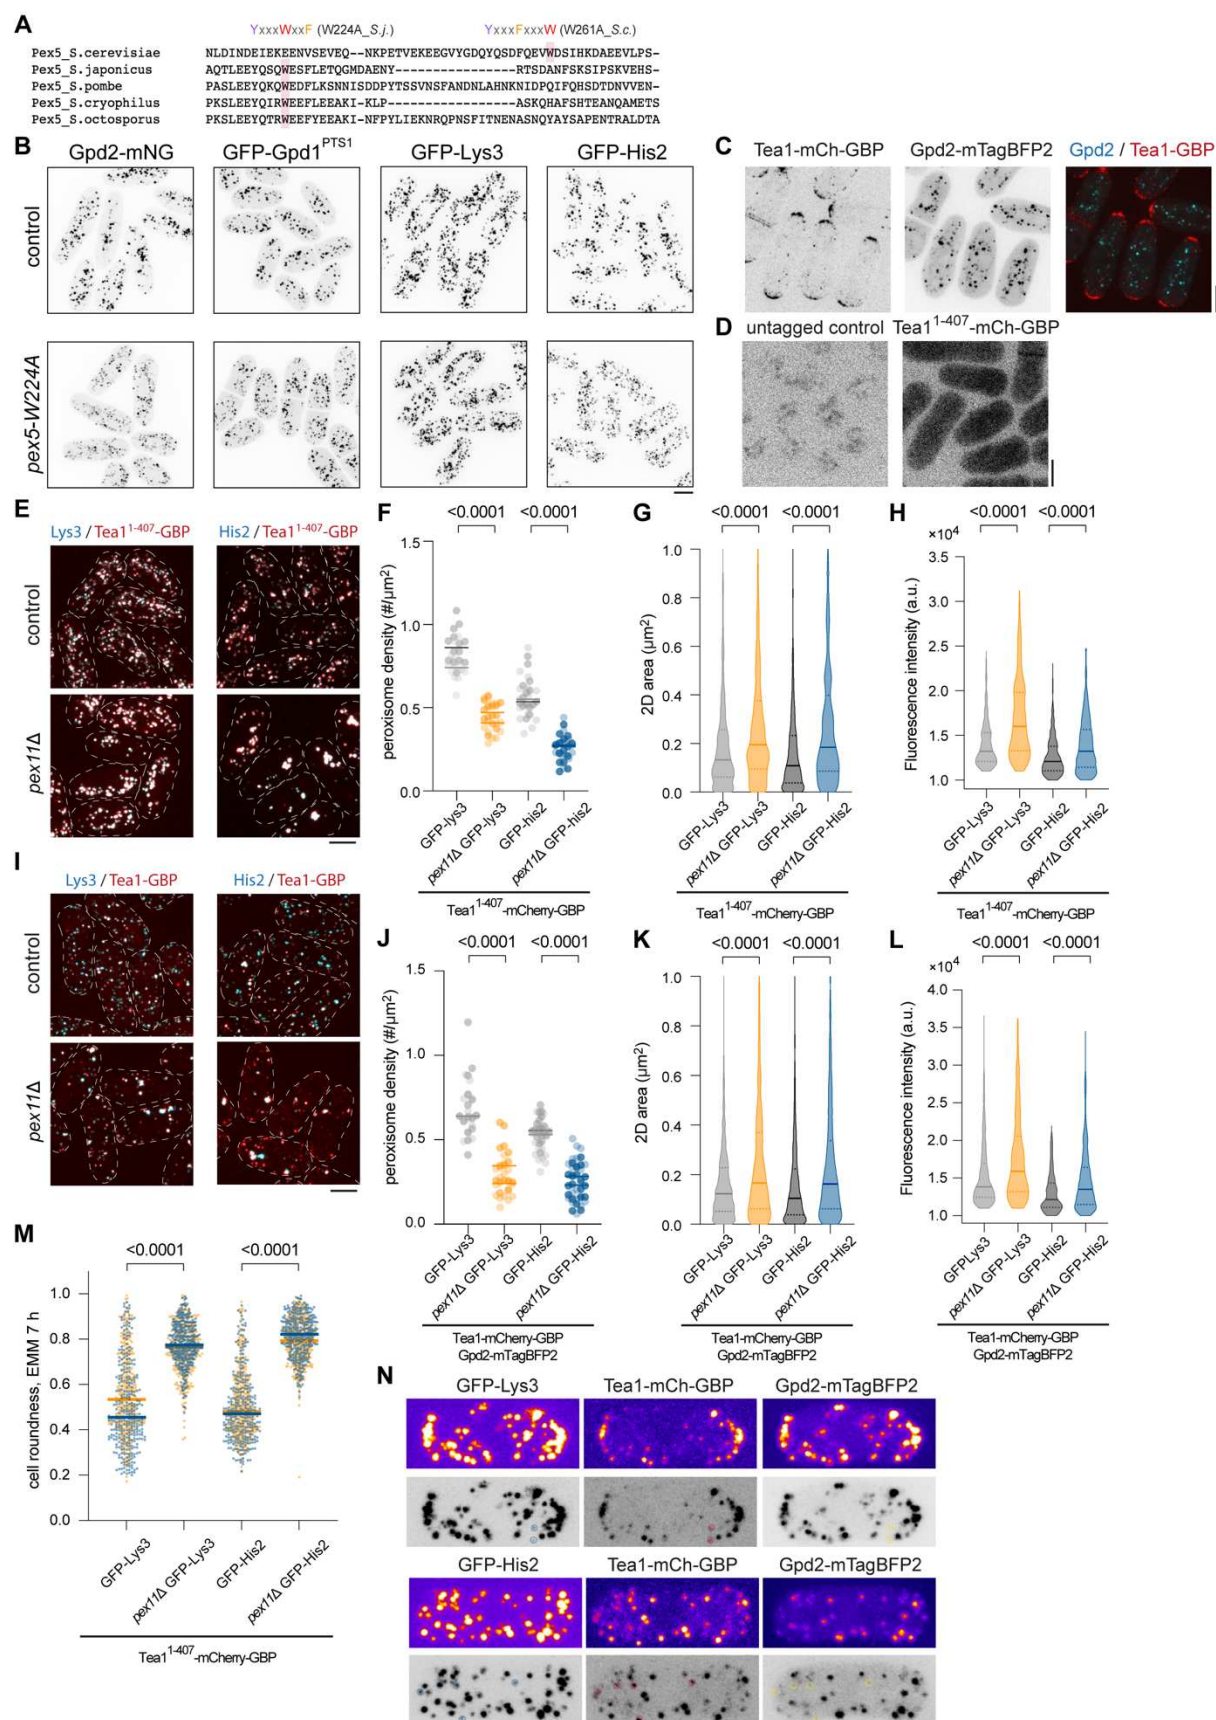 A
YxxxWxxF (W224A_S.j.) YxxxFxxxW (W261A_S.c.)
Pex5_S.cerevisiae NLDINDEIEKEENVSEVEQ--NKPETVEKEEGVYGDQYQSDFQEVWDSIHKDAEEVLPS-
Pex5_S.japonicus AQTLEEYQSQWESFLETQGMDAENY----------------RTSDANFSKSIPSKVEHS-
Pex5_S.pombe PASLEEYQKQWEDFLKSNNISDDPYTSSVNSFANDNLAHNKNIDPQIFQHSDTDNVVEN-
Pex5_S.cryophilus PKSLEEYQIRWEEFLEEAKI-KLP-----------------ASKQHAFSHTEANQAMETS
Pex5_S.octosporus PKSLEEYQTRWEEFYEEAKI-NFPYLIEKNRQPNSFITNENASNQYAYSAPENTRALDTA
B
Gpd2-mNG GFP-Gpd1PTS1 GFP-Lys3 GFP-His2
control
pex5-W224A
C
Tea1-mCh-GBP Gpd2-mTagBFP2 Gpd2 / Tea1-GBP
D
untagged control Tea11-407-mCh-GBP
E
Lys3 / Tea11-407-GBP His2 / Tea11-407-GBP
control
pex11Δ
F
<0.0001 <0.0001
peroxisome density (#/µm2)
1.5
1.0
0.5
0.0
GFP-lys3
pex11Δ GFP-lys3
GFP-his2
pex11Δ GFP-his2
Tea11-407-mCherry-GBP
G
<0.0001 <0.0001
2D area (µm2)
1.0
0.8
0.6
0.4
0.2
0.0
GFP-Lys3
pex11Δ GFP-Lys3
GFP-His2
pex11Δ GFP-His2
Tea11-407-mCherry-GBP
H
<0.0001 <0.0001
×104
Fluorescence intensity (a.u.)
3.5
3.0
2.5
2.0
1.5
1.0
GFP-Lys3
pex11Δ GFP-Lys3
GFP-His2
pex11Δ GFP-His2
Tea11-407-mCherry-GBP
I
Lys3 / Tea1-GBP His2 / Tea1-GBP
control
pex11Δ
J
<0.0001 <0.0001
peroxisome density (#/µm2)
1.5
1.0
0.5
0.0
GFP-Lys3
pex11Δ GFP-Lys3
GFP-His2
pex11Δ GFP-His2
Tea1-mCherry-GBP
Gpd2-mTagBFP2
K
<0.0001 <0.0001
2D area (µm2)
1.0
0.8
0.6
0.4
0.2
0.0
GFP-Lys3
pex11Δ GFP-Lys3
GFP-His2
pex11Δ GFP-His2
Tea1-mCherry-GBP
Gpd2-mTagBFP2
L
<0.0001 <0.0001
×104
Fluorescence intensity (a.u.)
4.0
3.5
3.0
2.5
2.0
1.5
1.0
GFPLys3
pex11Δ GFP-Lys3
GFP-His2
pex11Δ GFP-His2
Tea1-mCherry-GBP
Gpd2-mTagBFP2
M
<0.0001 <0.0001
cell roundness, EMM 7 h
1.0
0.8
0.6
0.4
0.2
0.0
GFP-Lys3
pex11Δ GFP-Lys3
GFP-His2
pex11Δ GFP-His2
Tea11-407-mCherry-GBP
N
GFP-Lys3 Tea1-mCh-GBP Gpd2-mTagBFP2
GFP-His2 Tea1-mCh-GBP Gpd2-mTagBFP2